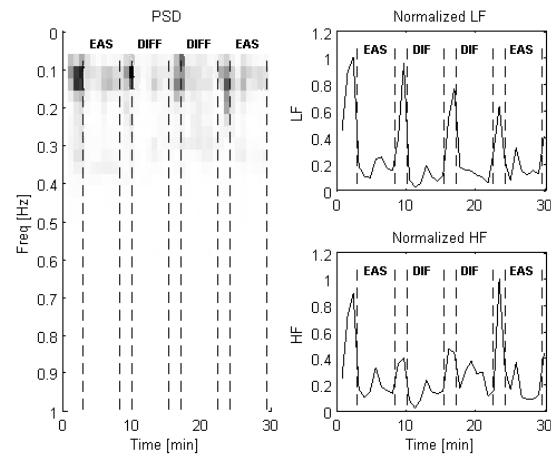 PSD
EAS DIFF DIFF EAS
0
0.1
0.2
0.3
0.4
0.5
0.6
0.7
0.8
0.9
1
Freq [Hz]
0 10 20 30
Time [min]
Normalized LF
EAS DIF DIF EAS
1.2
1
0.8
0.6
0.4
0.2
0
LF
0 10 20 30
Normalized HF
EAS DIF DIF EAS
1.2
1
0.8
0.6
0.4
0.2
0
HF
0 10 20 30
Time [min]